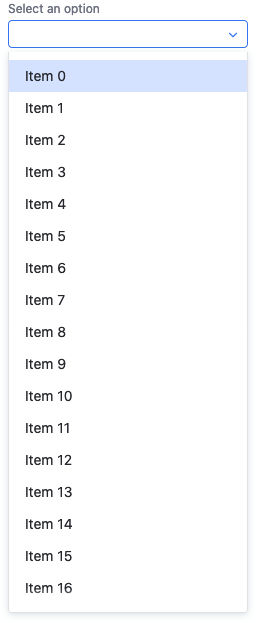 Select an option
Item 0
Item 1
Item 2
Item 3
Item 4
Item 5
Item 6
Item 7
Item 8
Item 9
Item 10
Item 11
Item 12
Item 13
Item 14
Item 15
Item 16